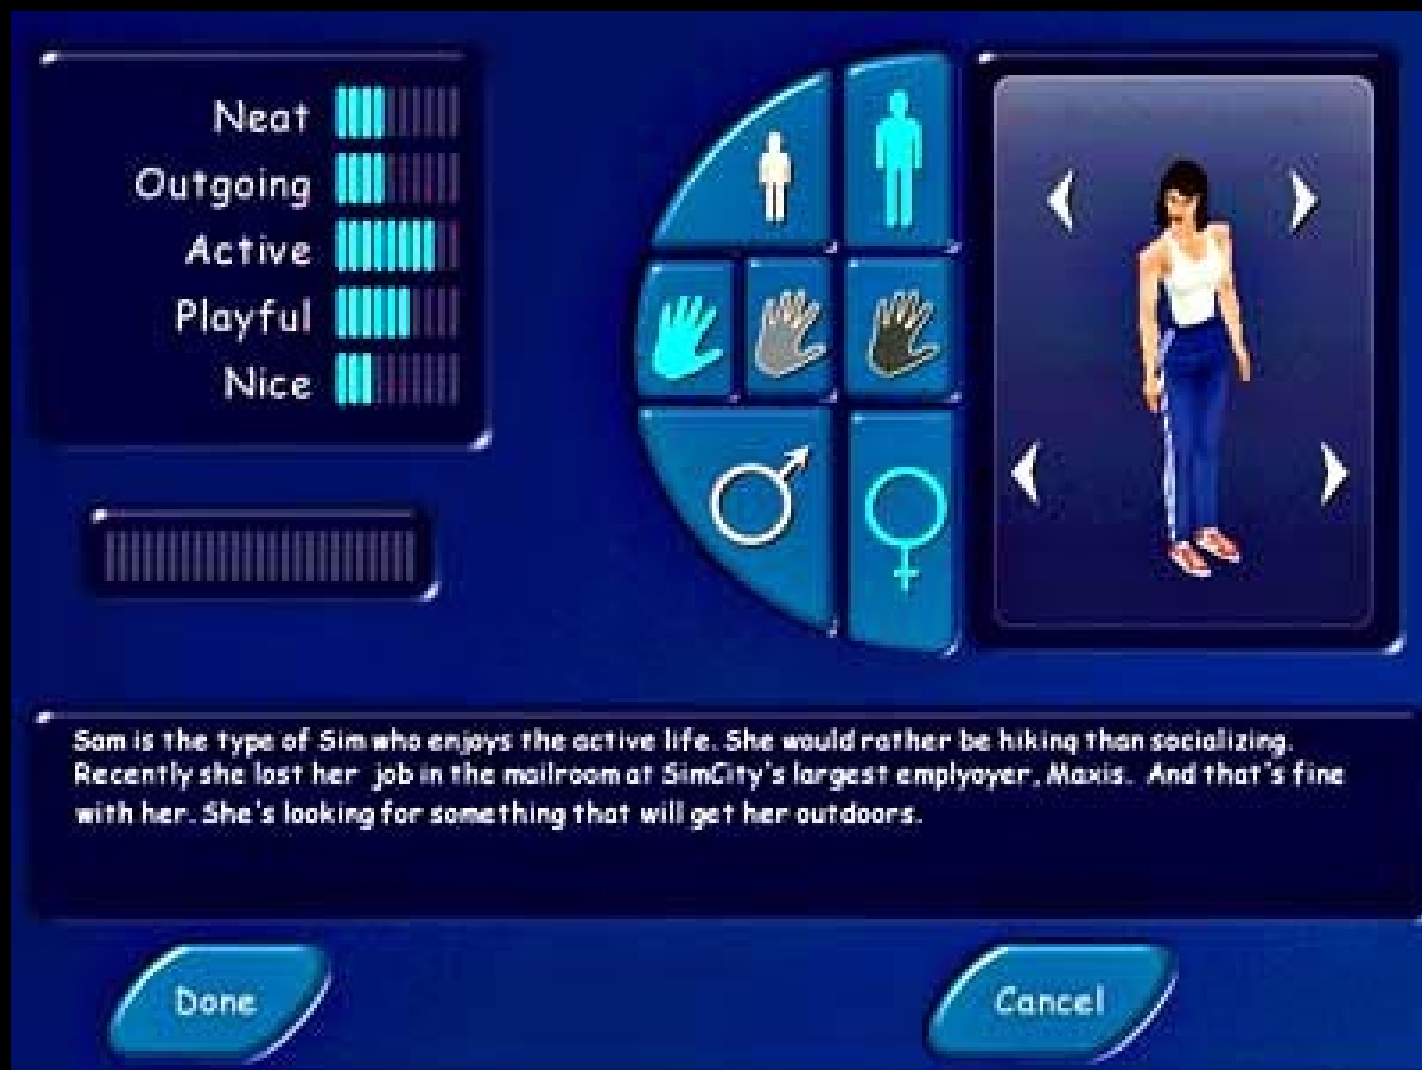 Neat
Outgoing
Active
Playful
Nice
Sam is the type of Sim who enjoys the active life. She would rather be hiking than socializing.
Recently she lost her job in the mailroom at SimCity's largest emplyoyer, Maxis. And that's fine
with her. She's looking for something that will get her outdoors.
Done
Cancel